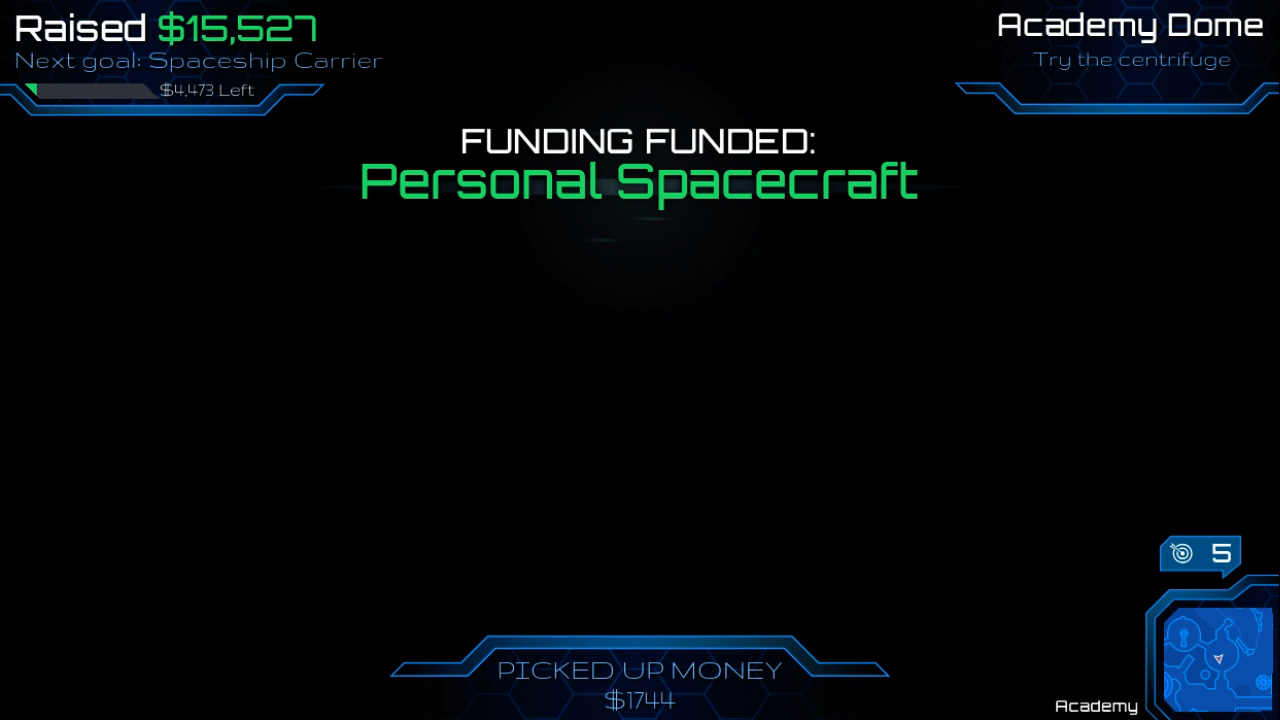 Raised $15,527
Next goal: Spaceship Carrier
$4,473 Left
Academy Dome
Try the centrifuge
FUNDING FUNDED:
Personal Spacecraft
5
PICKED UP MONEY
$1744
Academy